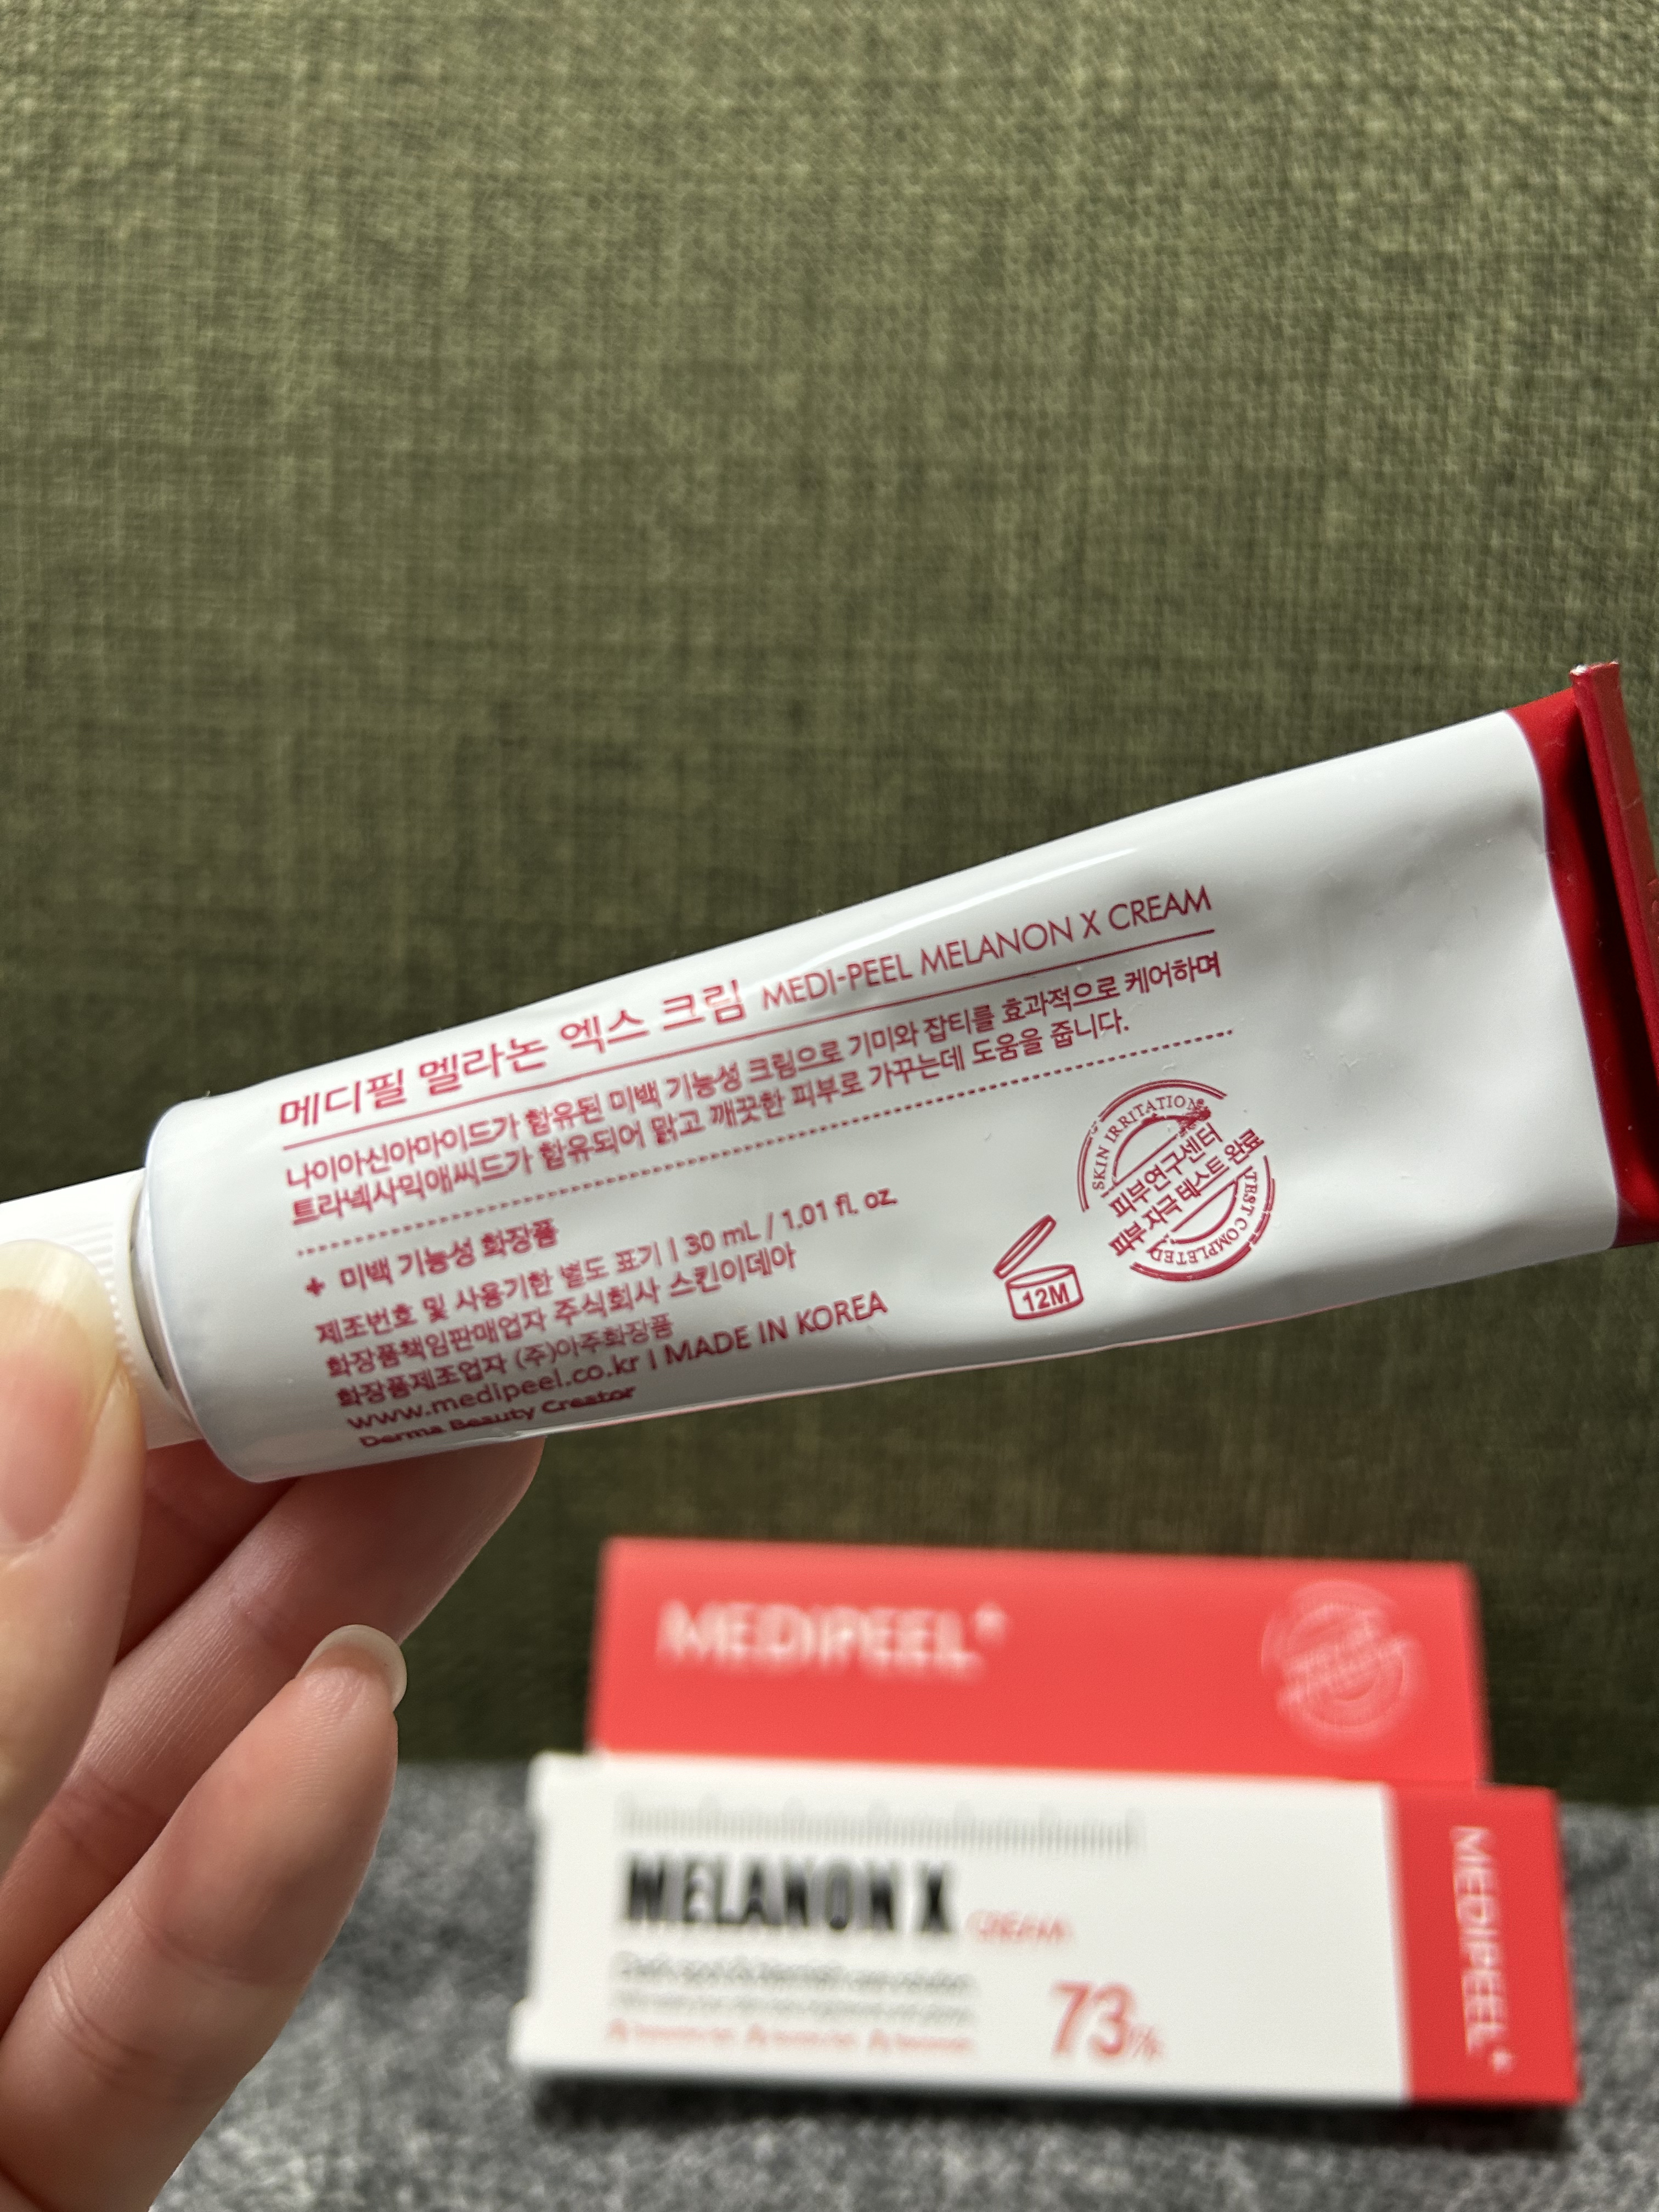 메디필 멜라논 엑스 크림 MEDI-PEEL MELANON X CREAM
나이아신아마이드가 함유된 미백 기능성 크림으로 기미와 잡티를 효과적으로 케어하며
트라넥사믹애씨드가 함유되어 맑고 깨끗한 피부로 가꾸는데 도움을 줍니다.
+ 미백 기능성 화장품
제조번호 및 사용기한 별도 표기 | 30 mL / 1.01 fl. oz.
화장품책임판매업자 주식회사 스킨이데아
화장품제조업자 (주)아주화장품
www.medipeel.co.kr | MADE IN KOREA
Derma Beauty Creator
12M
SKIN IRRITATION
피부연구센터
피부 자극 테스트 완료
TEST COMPLETED
MEDIPEEL+
MELANON X CREAM
73%
MEDIPEEL+